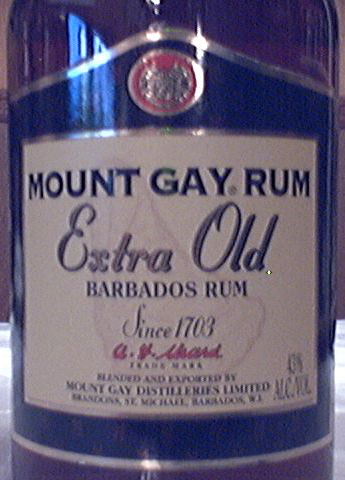 MOUNT GAY® RUM
Extra Old
BARBADOS RUM
Since 1703
A. F. Ward
TRADE MARK
BLENDED AND EXPORTED BY
MOUNT GAY DISTILLERIES LIMITED
BRANDONS, ST. MICHAEL, BARBADOS, W.I.
43%
ALC./VOL.